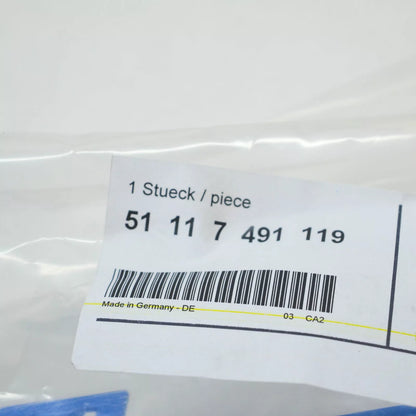 1 Stueck / piece
51 11 7 491 119
Made in Germany - DE
03 CA2